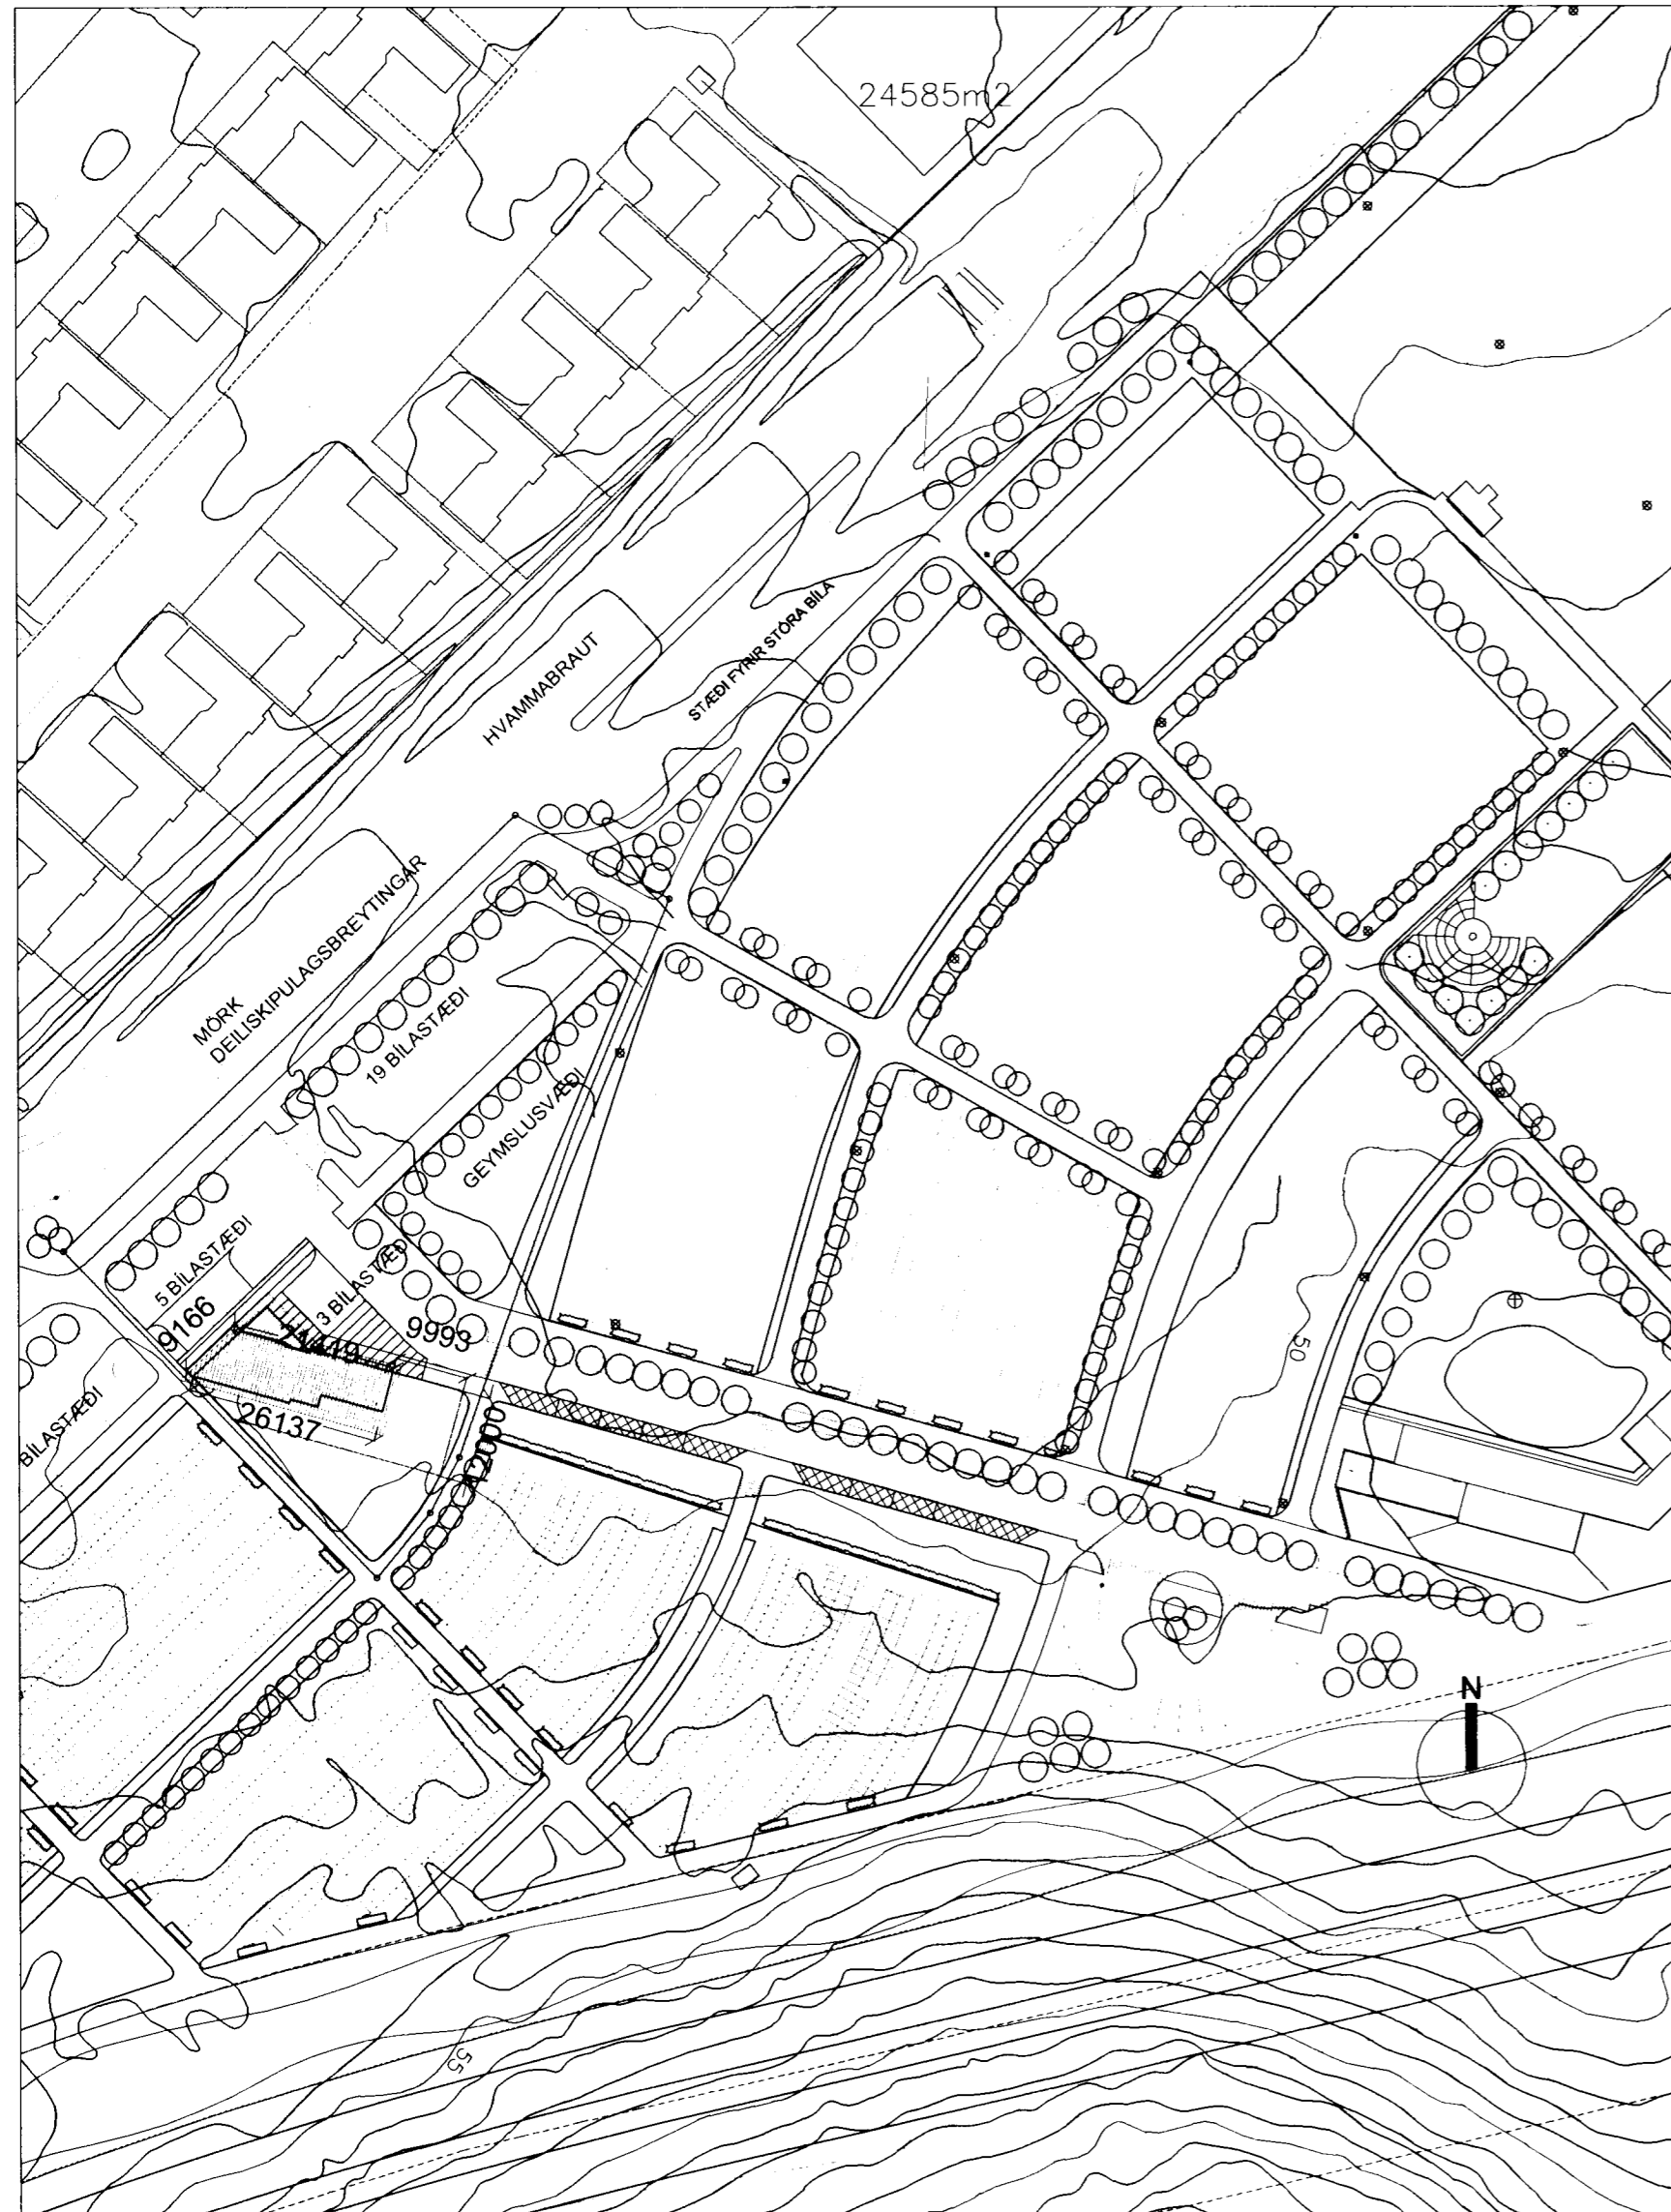 24585m2
HVAMMABRAUT
STÆÐI FYRIR STÓRA BÍLA
MÖRK
DEILISKIPULAGSBREYTINGAR
19 BÍLASTÆÐI
GEYMSLUSVÆÐI
5 BÍLASTÆÐI
3 BÍLASTÆÐI
9166
9993
26137
12000
BÍLASTÆÐI
50
N
55